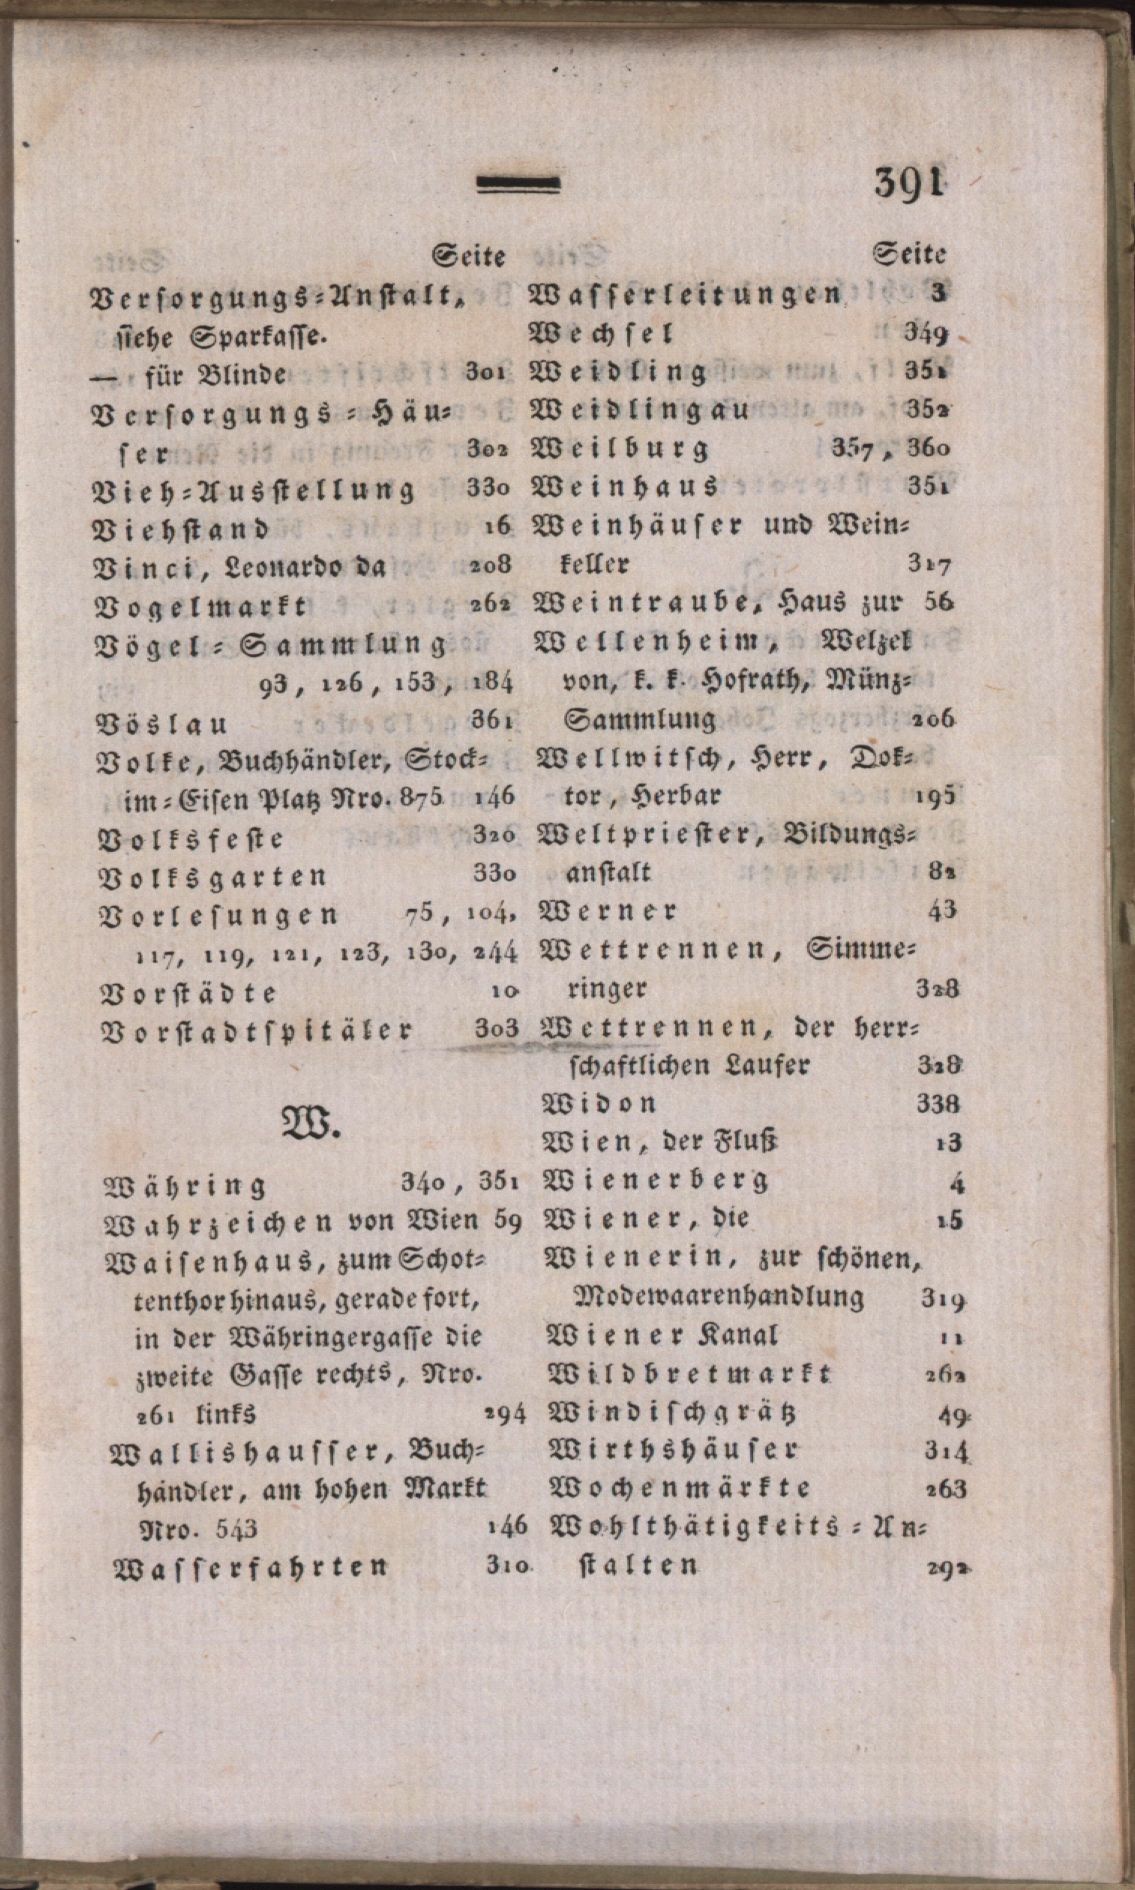 391
Seite
Versorgungs-Anstalt,
siehe Sparkasse.
— für Blinde 301
Versorgungs-Häu-
ser 302
Vieh-Ausstellung 330
Viehstand 16
Vinci, Leonardo da 208
Vogelmarkt 262
Vögel-Sammlung
93, 126, 153, 184
Vöslau 361
Volke, Buchhändler, Stock-
im-Eisen Platz Nro. 875 146
Volksfeste 320
Volksgarten 330
Vorlesungen 75, 104,
117, 119, 121, 123, 130, 244
Vorstädte 10
Vorstadtspitäler 303
W.
Währing 340, 351
Wahrzeichen von Wien 59
Waisenhaus, zum Schot-
tenthor hinaus, gerade fort,
in der Währingergasse die
zweite Gasse rechts, Nro.
261 links 294
Wallishausser, Buch-
händler, am hohen Markt
Nro. 543 146
Wasserfahrten 310
Seite
Wasserleitungen 3
Wechsel 349
Weidling 351
Weidlingau 352
Weilburg 357, 360
Weinhaus 351
Weinhäuser und Wein-
keller 317
Weintraube, Haus zur 56
Wellenheim, Welzel
von, k. k. Hofrath, Münz-
Sammlung 206
Wellwitsch, Herr, Dok-
tor, Herbar 195
Weltpriester, Bildungs-
anstalt 82
Werner 43
Wettrennen, Simme-
ringer 328
Wettrennen, der herr-
schaftlichen Laufer 328
Widon 338
Wien, der Fluß 13
Wienerberg 4
Wiener, die 15
Wienerin, zur schönen,
Modewaarenhandlung 319
Wiener Kanal 11
Wildbretmarkt 262
Windischgrätz 49
Wirthshäuser 314
Wochenmärkte 263
Wohlthätigkeits-An-
stalten 292